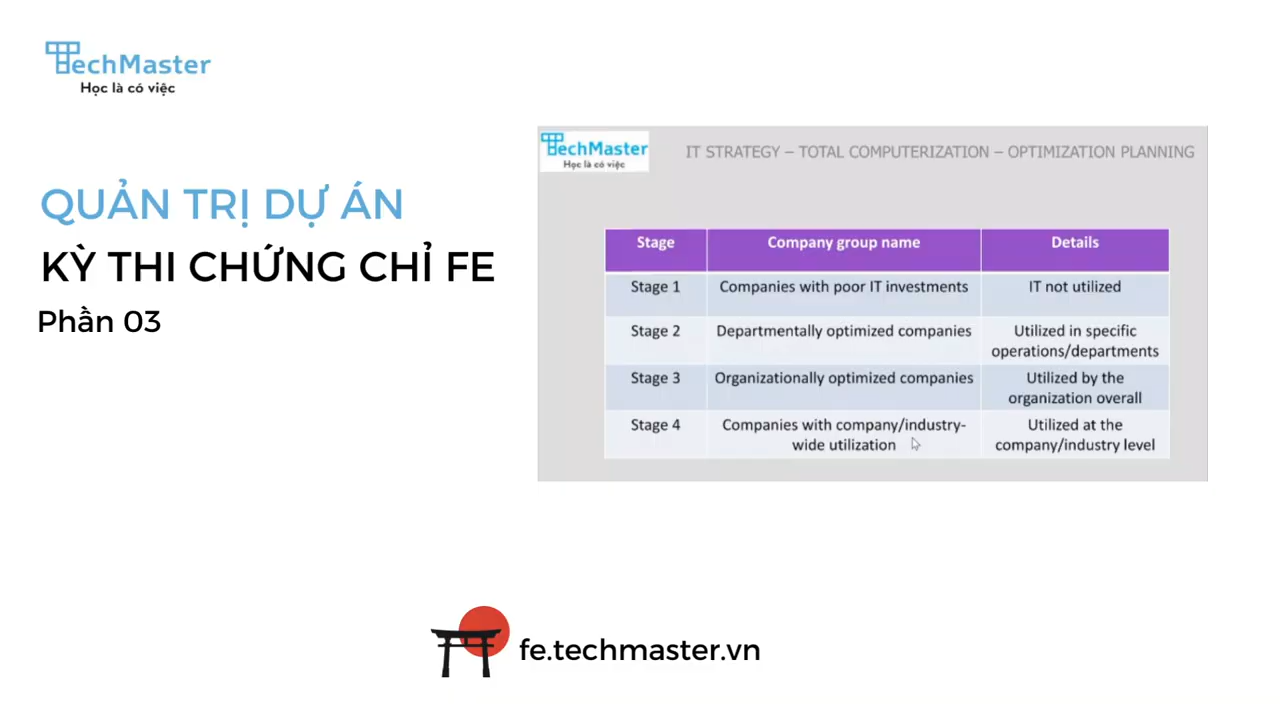 TechMaster
Học là có việc
QUẢN TRỊ DỰ ÁN
KỲ THI CHỨNG CHỈ FE
Phần 03
TechMaster
Học là có việc
IT STRATEGY – TOTAL COMPUTERIZATION – OPTIMIZATION PLANNING
Stage Company group name Details
Stage 1 Companies with poor IT investments IT not utilized
Stage 2 Departmentally optimized companies Utilized in specific
operations/departments
Stage 3 Organizationally optimized companies Utilized by the
organization overall
Stage 4 Companies with company/industry- Utilized at the
wide utilization company/industry level
fe.techmaster.vn